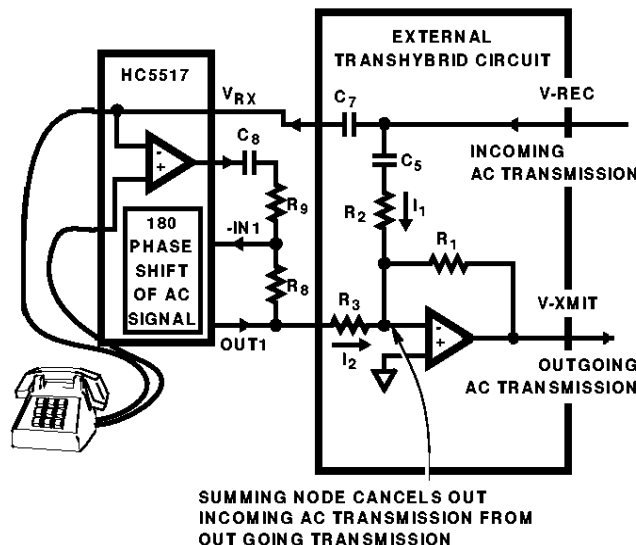 EXTERNAL
TRANSHYBRID CIRCUIT
HC5517
VRX
C7
V-REC
C8
C5
INCOMING
AC TRANSMISSION
R9
R2
I1
180
PHASE
SHIFT
OF AC
SIGNAL
-IN1
R1
R8
R3
V-XMIT
OUT1
I2
OUTGOING
AC TRANSMISSION
-
+
-
+
SUMMING NODE CANCELS OUT
INCOMING AC TRANSMISSION FROM
OUT GOING TRANSMISSION